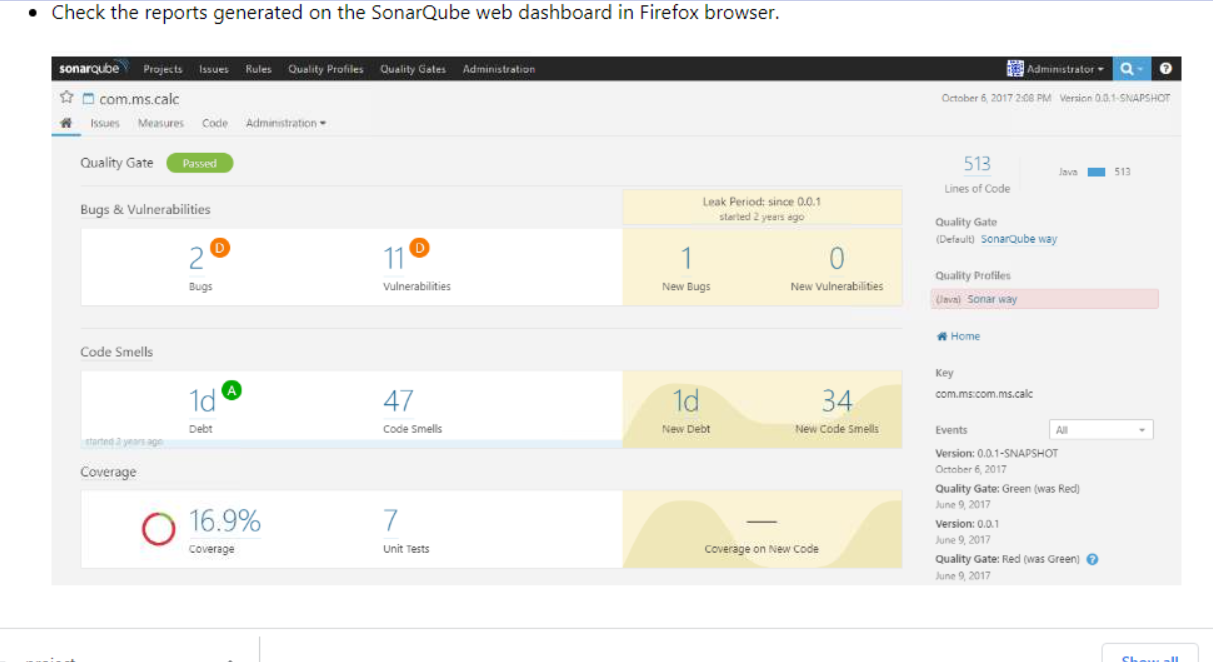 Check the reports generated on the SonarQube web dashboard in Firefox browser.
sonarqube Projects Issues Rules Quality Profiles Quality Gates Administration Administrator
com.ms.calc October 6, 2017 2:08 PM Version 0.0.1-SNAPSHOT
Issues Measures Code Administration
Quality Gate Passed
Bugs & Vulnerabilities
Leak Period: since 0.0.1
started 2 years ago
2 D 11 D 1 0
Bugs Vulnerabilities New Bugs New Vulnerabilities
Code Smells
1d A 47 1d 34
Debt Code Smells New Debt New Code Smells
started 2 years ago
Coverage
16.9% 7 —
Coverage Unit Tests Coverage on New Code
513 Java 513
Lines of Code
Quality Gate
(Default) SonarQube way
Quality Profiles
(Java) Sonar way
Home
Key
com.ms:com.ms.calc
Events All
Version: 0.0.1-SNAPSHOT
October 6, 2017
Quality Gate: Green (was Red)
June 9, 2017
Version: 0.0.1
June 9, 2017
Quality Gate: Red (was Green) ?
June 9, 2017
Show all